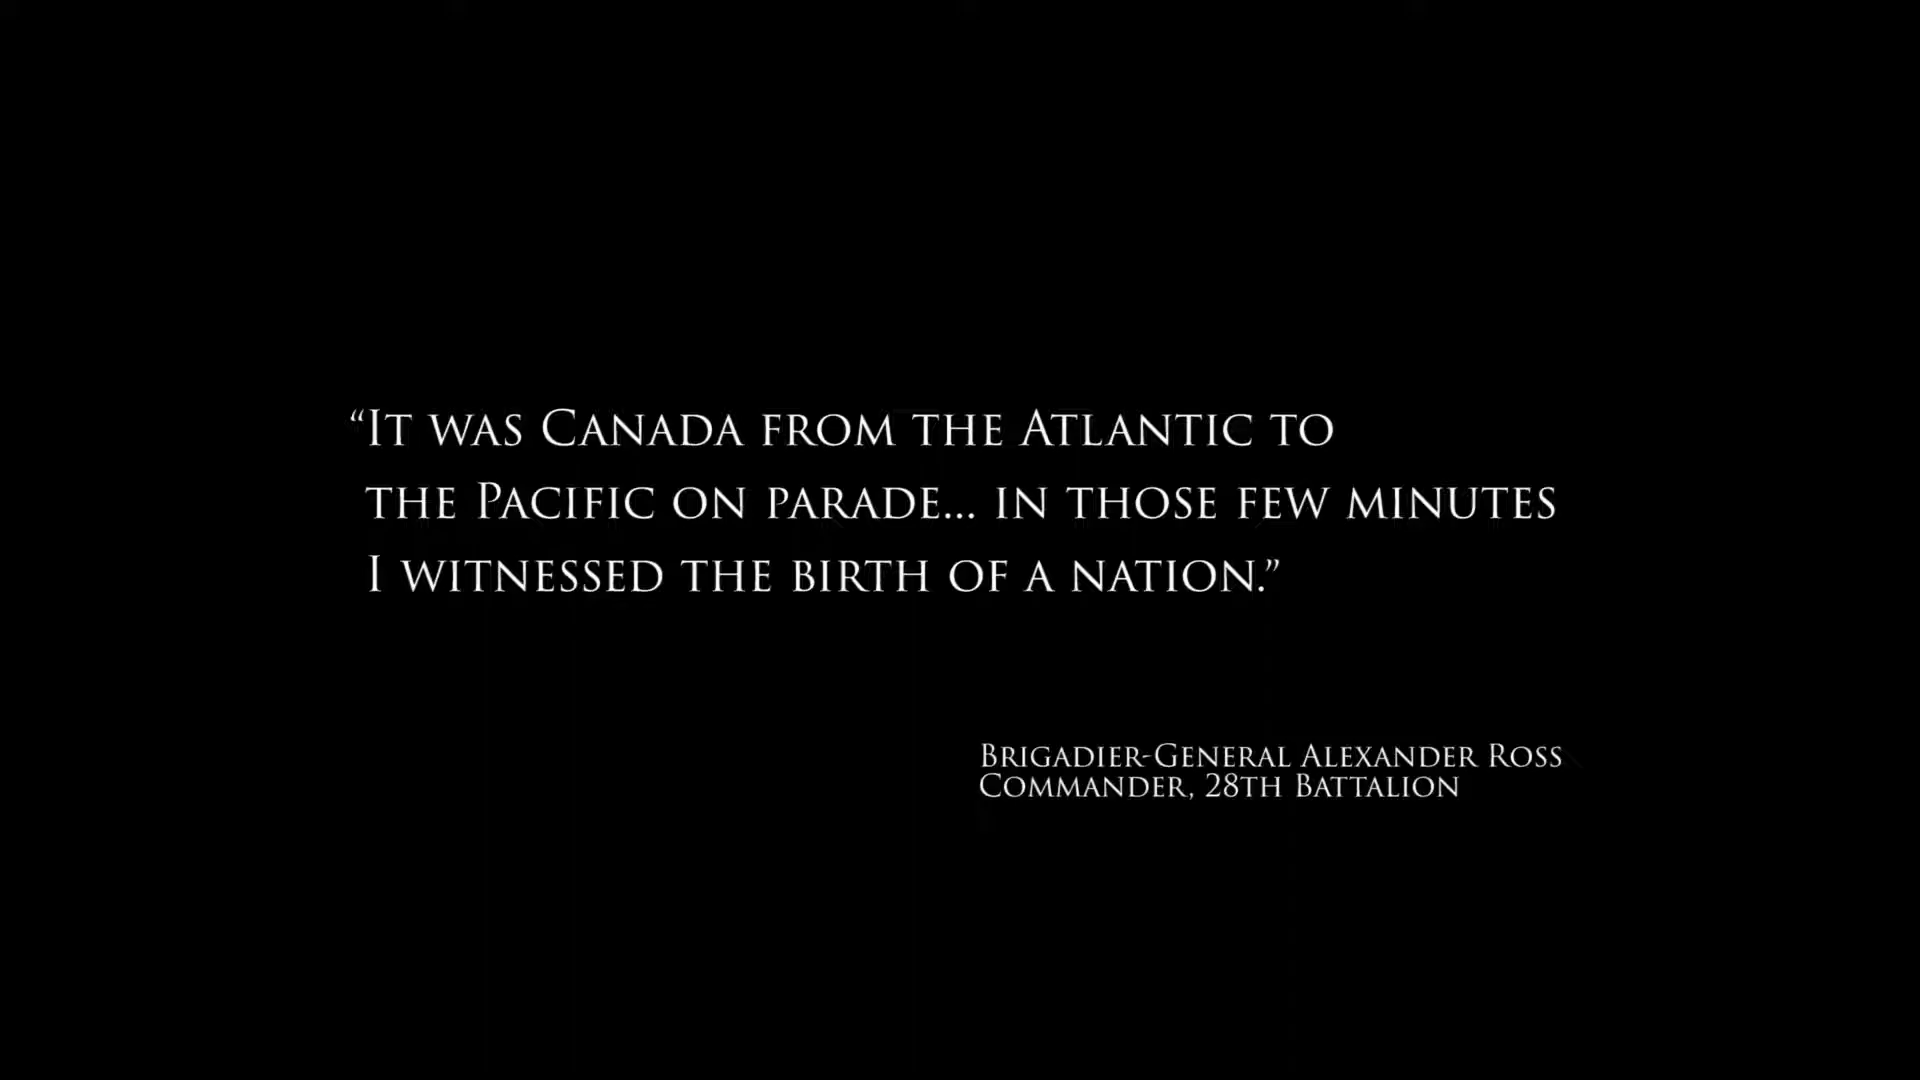 “It was Canada from the Atlantic to
the Pacific on parade... in those few minutes
I witnessed the birth of a nation.”
Brigadier-General Alexander Ross
Commander, 28th Battalion